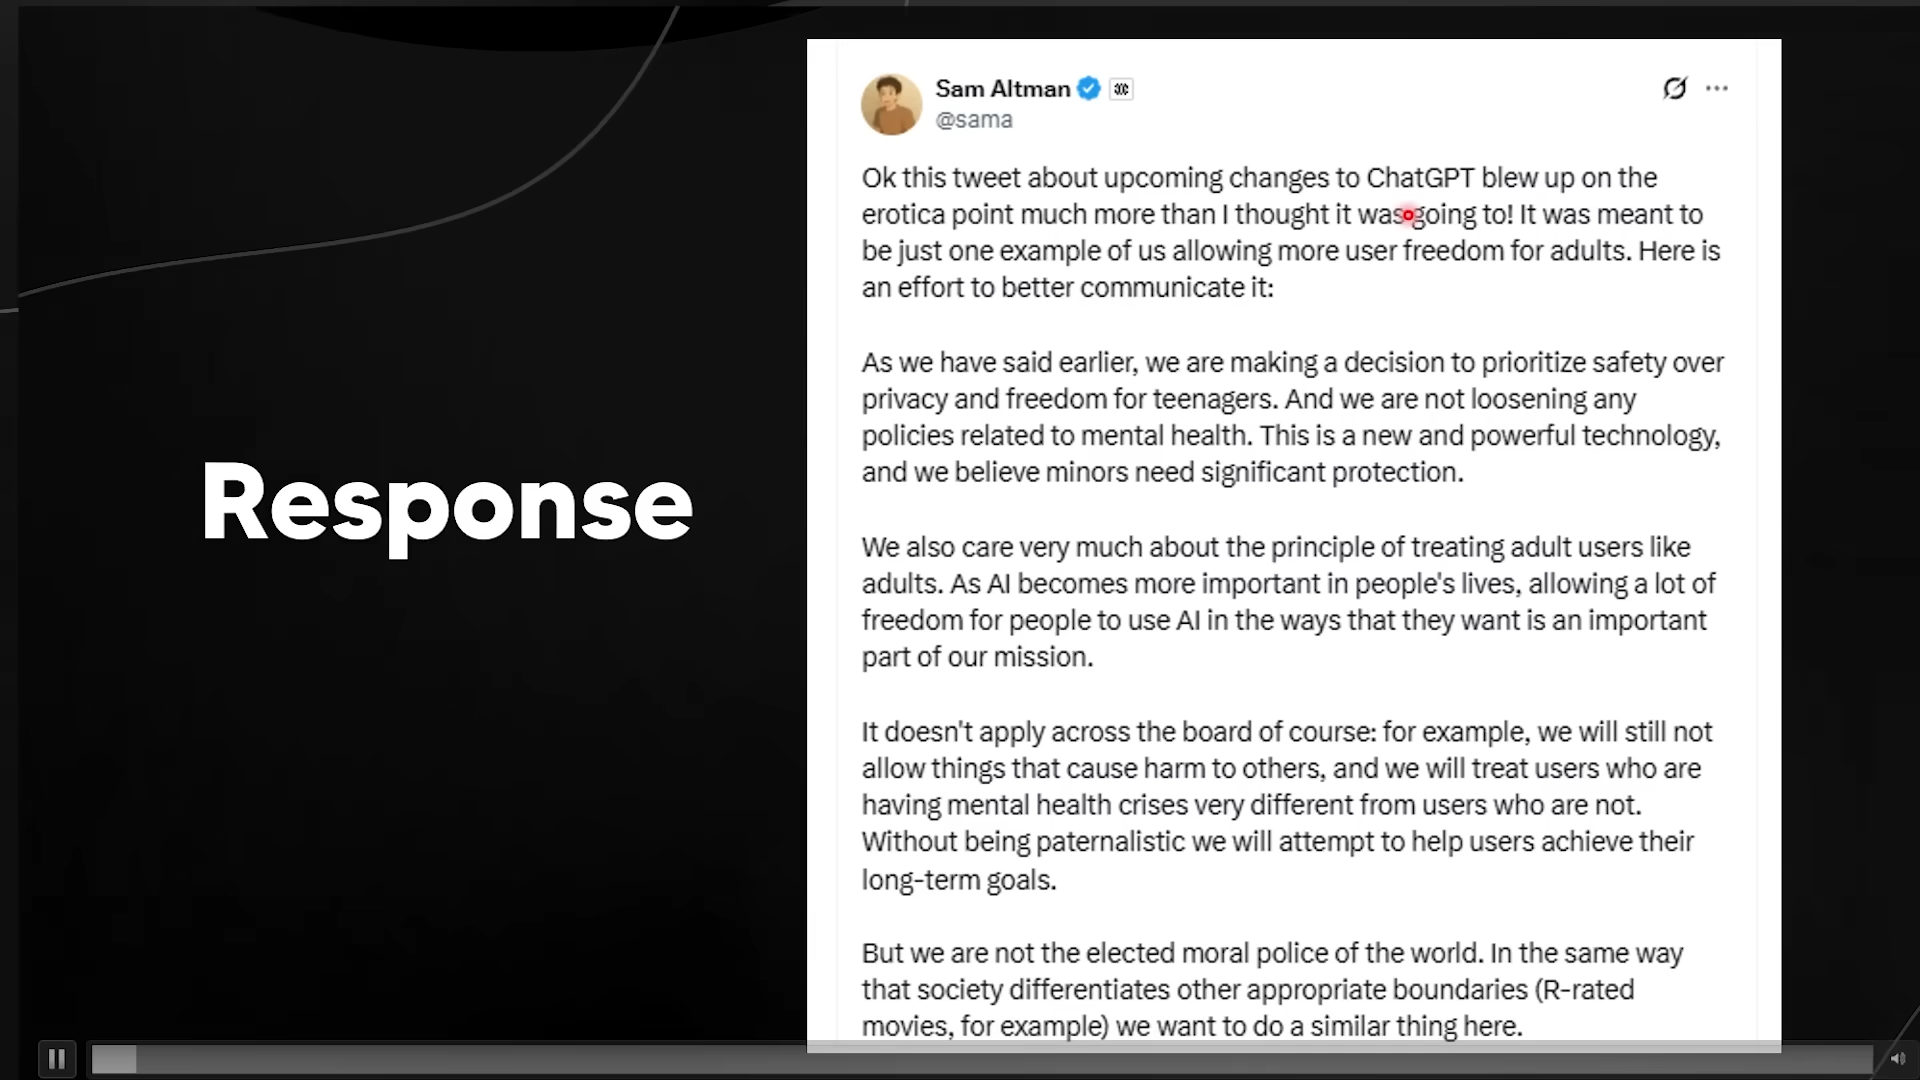 Response
Sam Altman
@sama
Ok this tweet about upcoming changes to ChatGPT blew up on the
erotica point much more than I thought it was going to! It was meant to
be just one example of us allowing more user freedom for adults. Here is
an effort to better communicate it:
As we have said earlier, we are making a decision to prioritize safety over
privacy and freedom for teenagers. And we are not loosening any
policies related to mental health. This is a new and powerful technology,
and we believe minors need significant protection.
We also care very much about the principle of treating adult users like
adults. As AI becomes more important in people's lives, allowing a lot of
freedom for people to use AI in the ways that they want is an important
part of our mission.
It doesn't apply across the board of course: for example, we will still not
allow things that cause harm to others, and we will treat users who are
having mental health crises very different from users who are not.
Without being paternalistic we will attempt to help users achieve their
long-term goals.
But we are not the elected moral police of the world. In the same way
that society differentiates other appropriate boundaries (R-rated
movies, for example) we want to do a similar thing here.